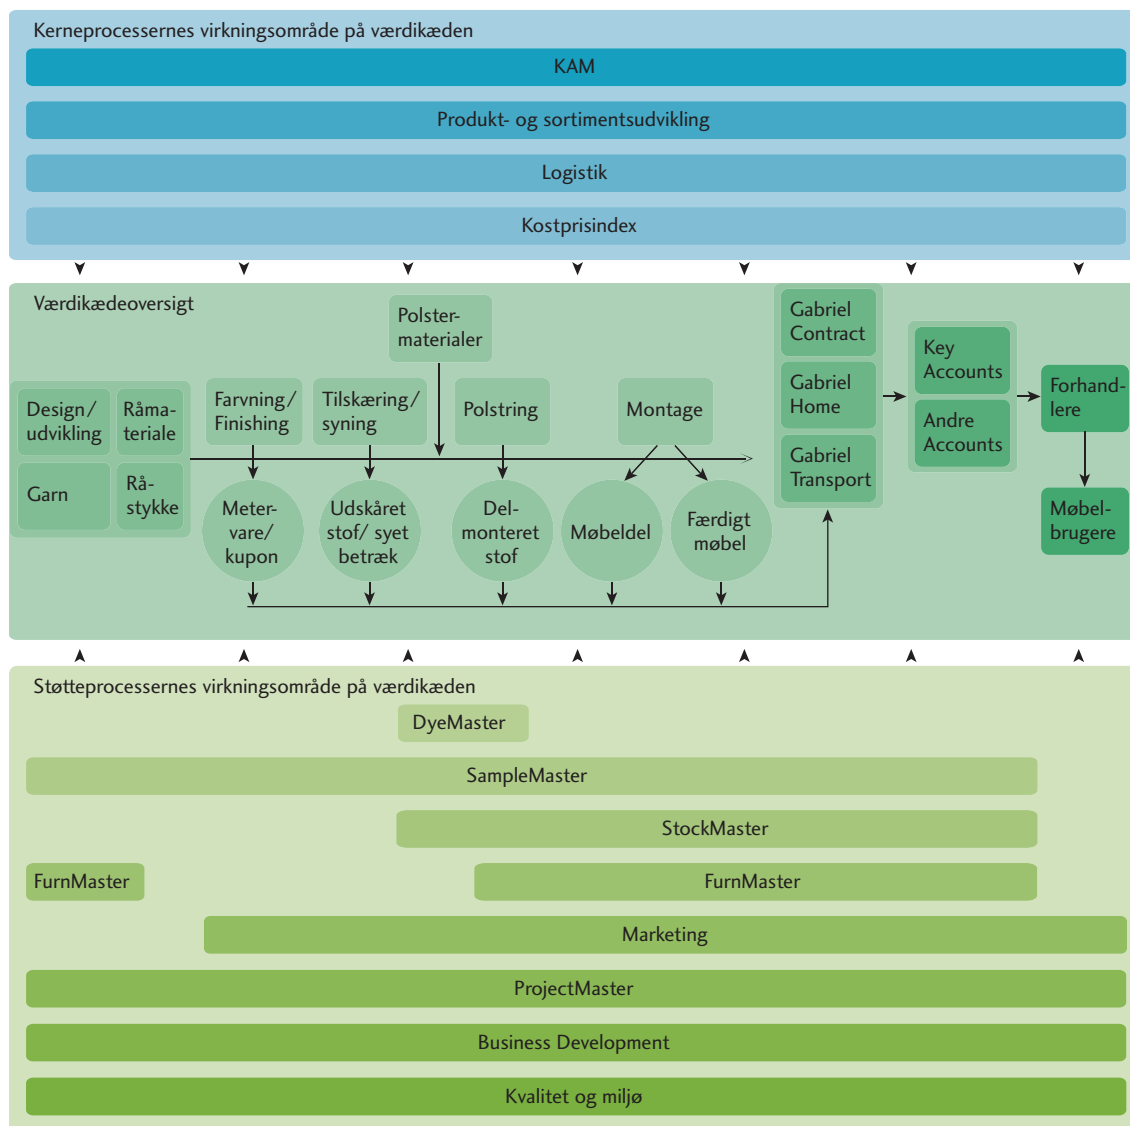 Kerneprocessernes virkningsområde på værdikæden
KAM
Produkt- og sortimentsudvikling
Logistik
Kostprisindex
Værdikædeoversigt
Polster-
materialer
Design/
udvikling
Råma-
teriale
Garn
Rå-
stykke
Farvning/
Finishing
Tilskæring/
syning
Polstring
Montage
Meter-
vare/
kupon
Udskåret
stof/ syet
betræk
Del-
monteret
stof
Møbeldel
Færdigt
møbel
Gabriel
Contract
Gabriel
Home
Gabriel
Transport
Key
Accounts
Andre
Accounts
Forhand-
lere
Møbel-
brugere
Støtteprocessernes virkningsområde på værdikæden
DyeMaster
SampleMaster
StockMaster
FurnMaster
FurnMaster
Marketing
ProjectMaster
Business Development
Kvalitet og miljø